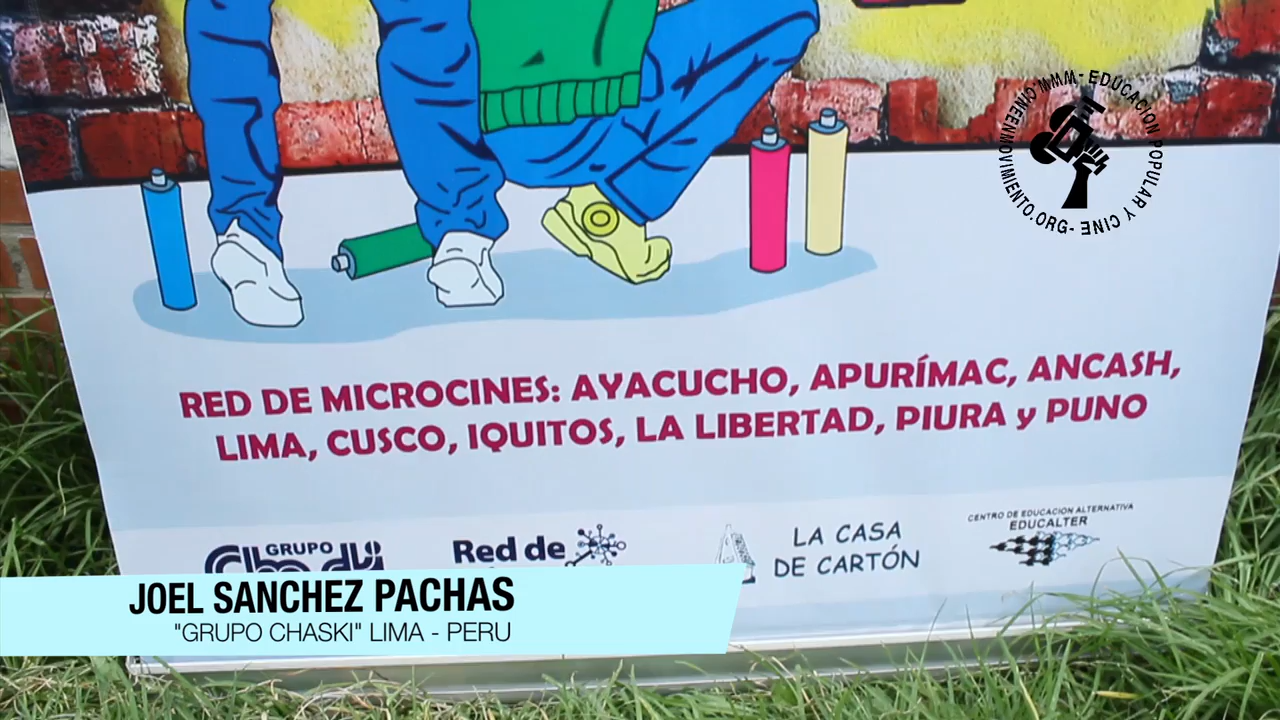 WWW.CINEENMOVIMIENTO.ORG - EDUCACION POPULAR Y CINE -
RED DE MICROCINES: AYACUCHO, APURÍMAC, ANCASH,
LIMA, CUSCO, IQUITOS, LA LIBERTAD, PIURA y PUNO
GRUPO
Red de
LA CASA
DE CARTÓN
CENTRO DE EDUCACION ALTERNATIVA
EDUCALTER
JOEL SANCHEZ PACHAS
"GRUPO CHASKI" LIMA - PERU